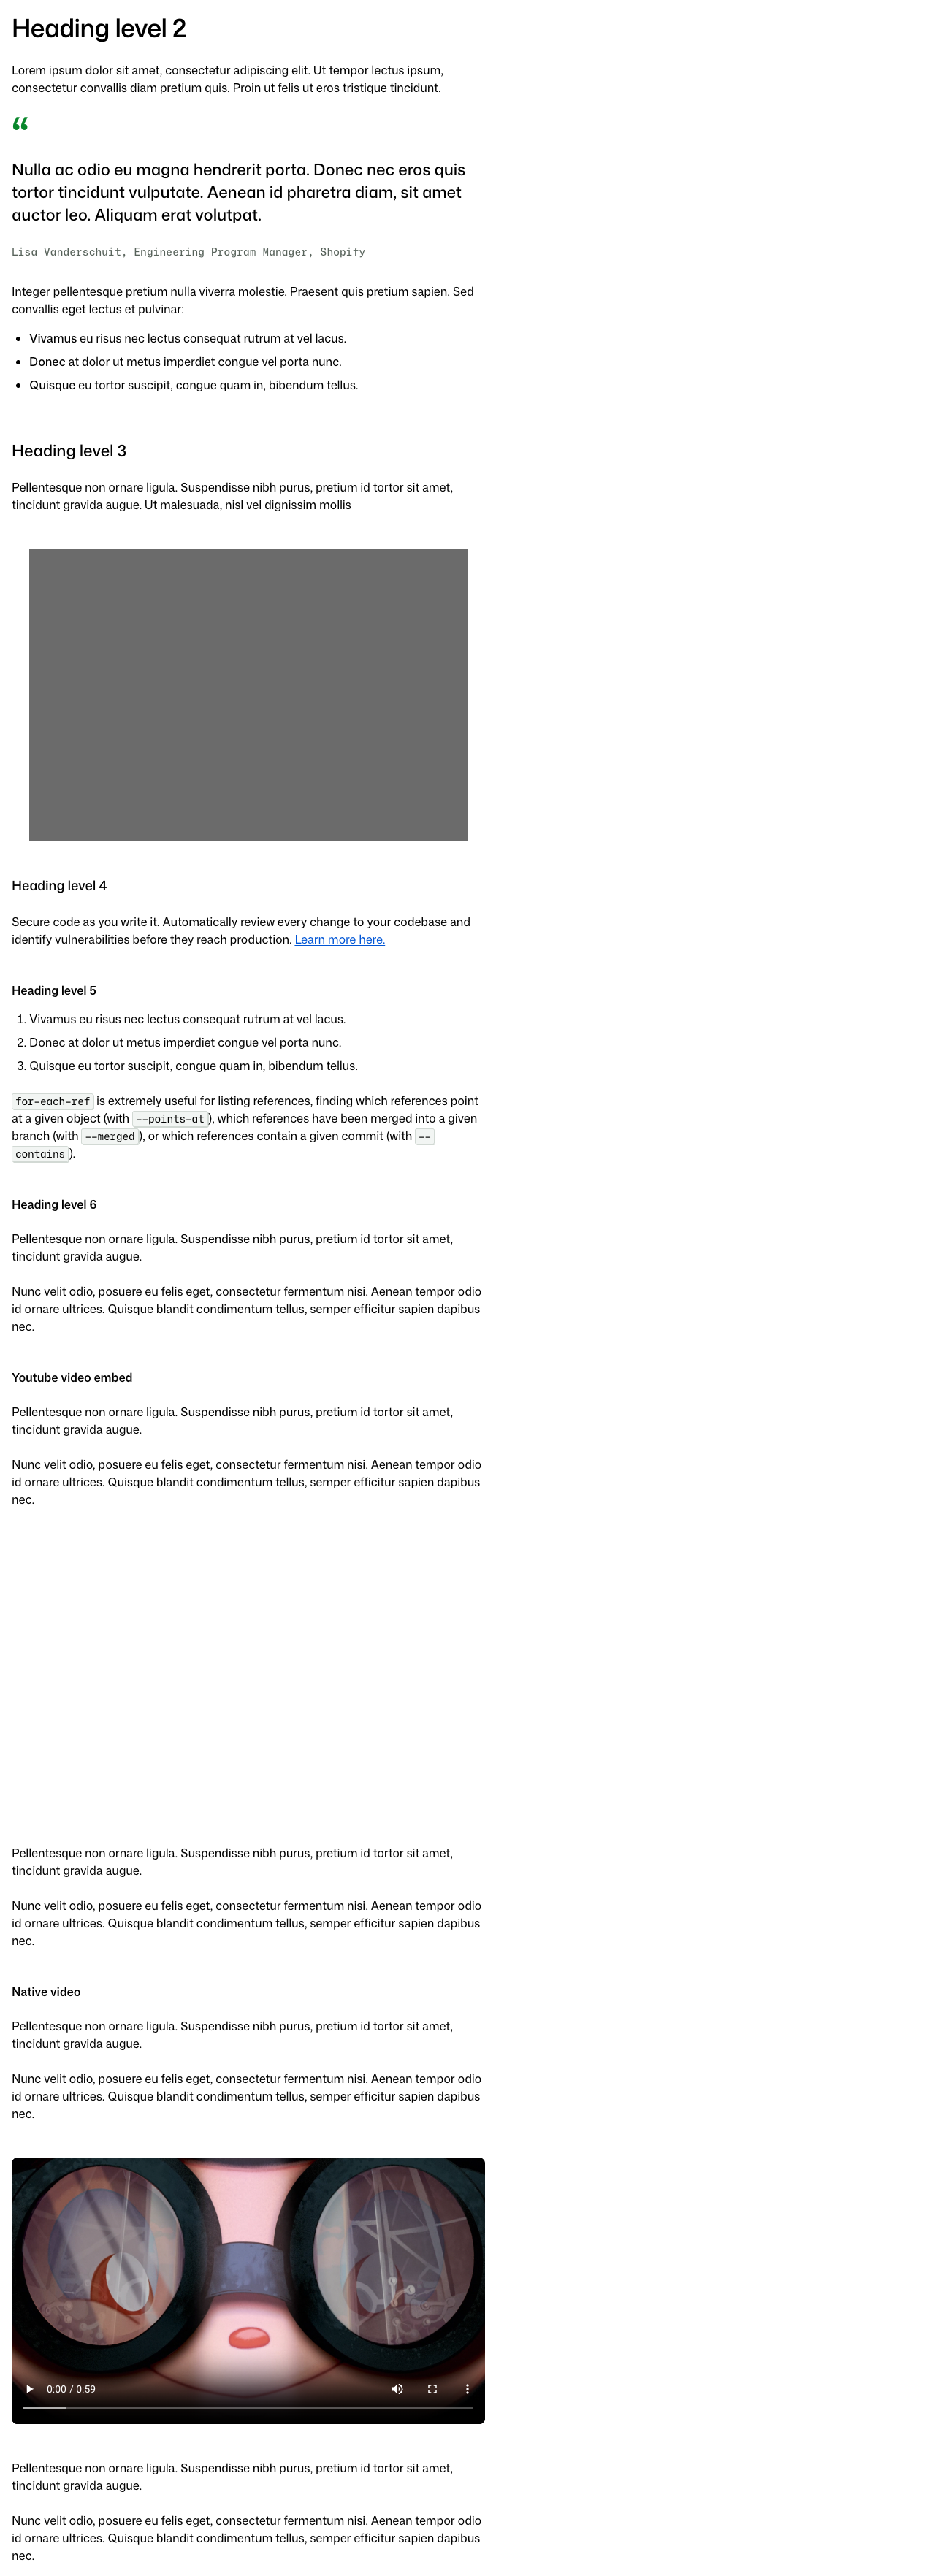 Heading level 2
Lorem ipsum dolor sit amet, consectetur adipiscing elit. Ut tempor lectus ipsum,
consectetur convallis diam pretium quis. Proin ut felis ut eros tristique tincidunt.
“
Nulla ac odio eu magna hendrerit porta. Donec nec eros quis
tortor tincidunt vulputate. Aenean id pharetra diam, sit amet
auctor leo. Aliquam erat volutpat.
Lisa Vanderschuit, Engineering Program Manager, Shopify
Integer pellentesque pretium nulla viverra molestie. Praesent quis pretium sapien. Sed
convallis eget lectus et pulvinar:
• Vivamus eu risus nec lectus consequat rutrum at vel lacus.
• Donec at dolor ut metus imperdiet congue vel porta nunc.
• Quisque eu tortor suscipit, congue quam in, bibendum tellus.
Heading level 3
Pellentesque non ornare ligula. Suspendisse nibh purus, pretium id tortor sit amet,
tincidunt gravida augue. Ut malesuada, nisl vel dignissim mollis
Heading level 4
Secure code as you write it. Automatically review every change to your codebase and
identify vulnerabilities before they reach production. Learn more here.
Heading level 5
1. Vivamus eu risus nec lectus consequat rutrum at vel lacus.
2. Donec at dolor ut metus imperdiet congue vel porta nunc.
3. Quisque eu tortor suscipit, congue quam in, bibendum tellus.
for-each-ref is extremely useful for listing references, finding which references point
at a given object (with --points-at), which references have been merged into a given
branch (with --merged), or which references contain a given commit (with --
contains).
Heading level 6
Pellentesque non ornare ligula. Suspendisse nibh purus, pretium id tortor sit amet,
tincidunt gravida augue.
Nunc velit odio, posuere eu felis eget, consectetur fermentum nisi. Aenean tempor odio
id ornare ultrices. Quisque blandit condimentum tellus, semper efficitur sapien dapibus
nec.
Youtube video embed
Pellentesque non ornare ligula. Suspendisse nibh purus, pretium id tortor sit amet,
tincidunt gravida augue.
Nunc velit odio, posuere eu felis eget, consectetur fermentum nisi. Aenean tempor odio
id ornare ultrices. Quisque blandit condimentum tellus, semper efficitur sapien dapibus
nec.
Pellentesque non ornare ligula. Suspendisse nibh purus, pretium id tortor sit amet,
tincidunt gravida augue.
Nunc velit odio, posuere eu felis eget, consectetur fermentum nisi. Aenean tempor odio
id ornare ultrices. Quisque blandit condimentum tellus, semper efficitur sapien dapibus
nec.
Native video
Pellentesque non ornare ligula. Suspendisse nibh purus, pretium id tortor sit amet,
tincidunt gravida augue.
Nunc velit odio, posuere eu felis eget, consectetur fermentum nisi. Aenean tempor odio
id ornare ultrices. Quisque blandit condimentum tellus, semper efficitur sapien dapibus
nec.
0:00 / 0:59
Pellentesque non ornare ligula. Suspendisse nibh purus, pretium id tortor sit amet,
tincidunt gravida augue.
Nunc velit odio, posuere eu felis eget, consectetur fermentum nisi. Aenean tempor odio
id ornare ultrices. Quisque blandit condimentum tellus, semper efficitur sapien dapibus
nec.